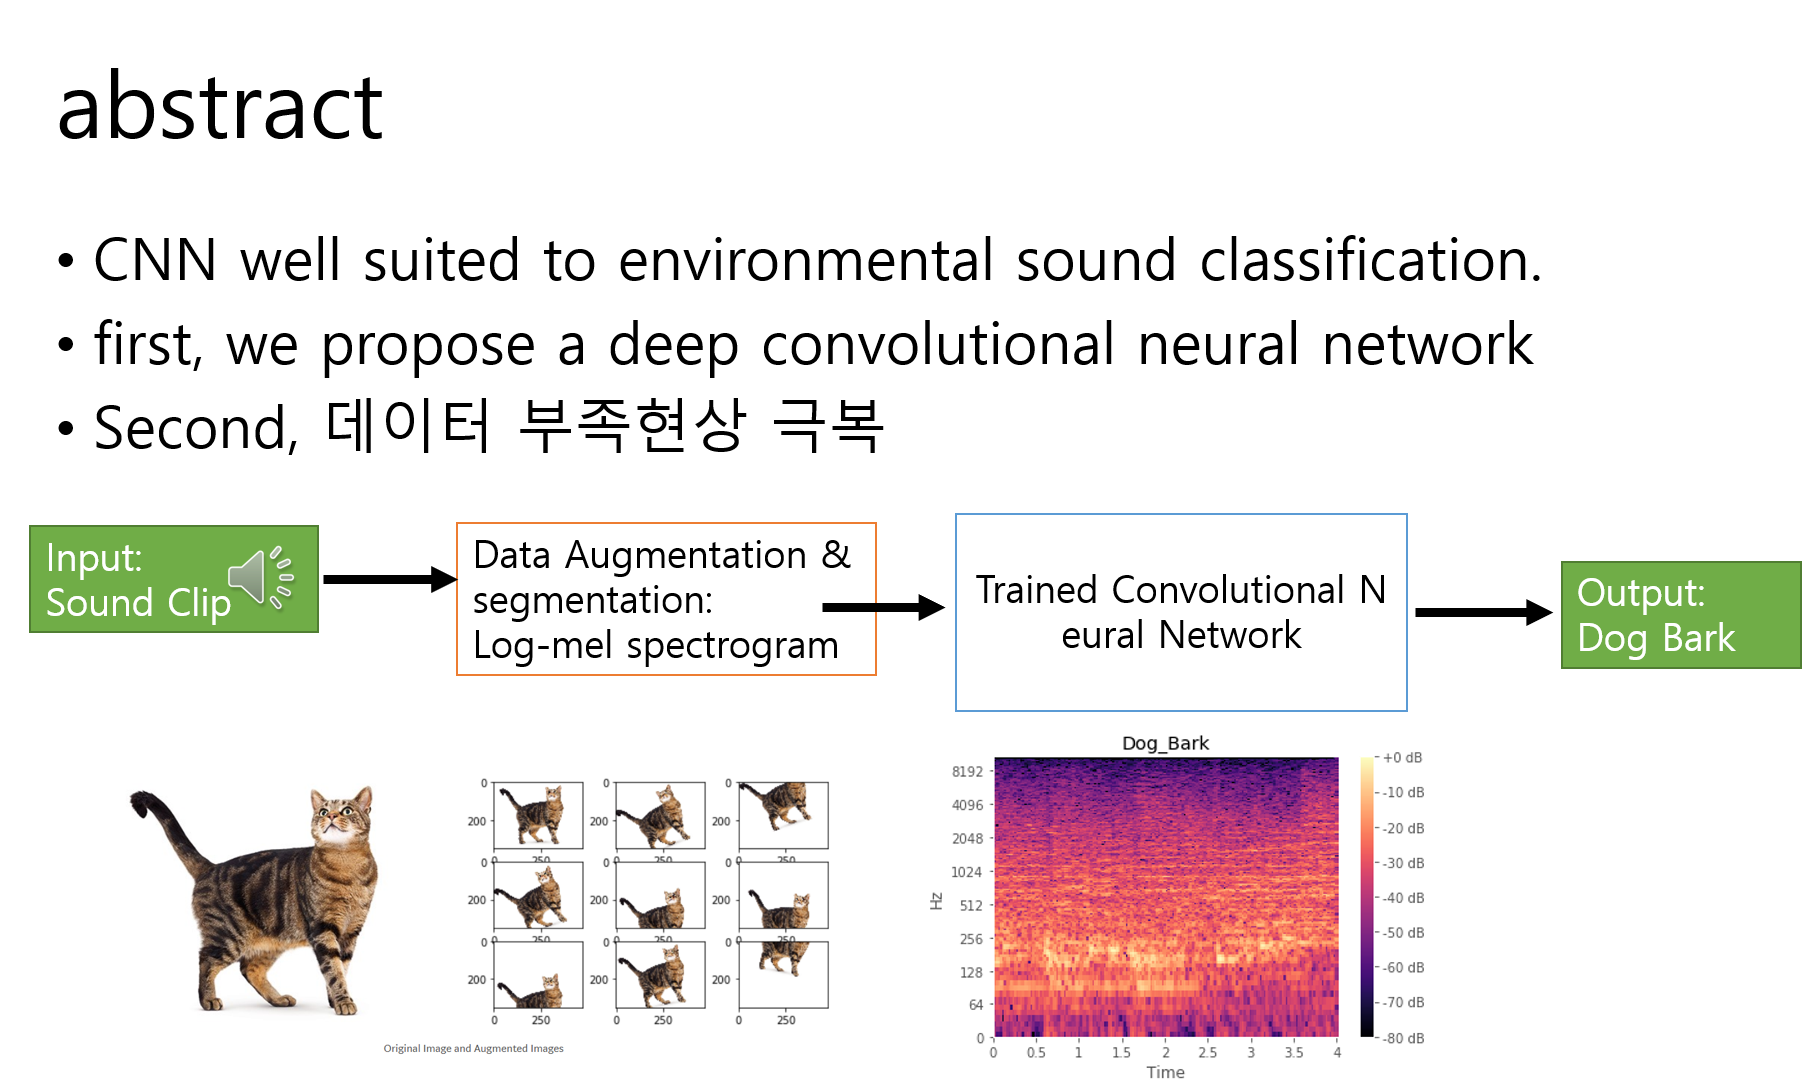 abstract
• CNN well suited to environmental sound classification.
• first, we propose a deep convolutional neural network
• Second, 데이터 부족현상 극복
Input:
Sound Clip
Data Augmentation &
segmentation:
Log-mel spectrogram
Trained Convolutional N
eural Network
Output:
Dog Bark
0
200
0
200
0
200
250
250
250
0
200
0
200
0
200
250
250
250
0
200
0
200
0
200
0 250
0 250
0 250
Original Image and Augmented Images
Dog_Bark
8192
4096
2048
1024
512
256
128
64
0
Hz
0 0.5 1 1.5 2 2.5 3 3.5 4
Time
+0 dB
-10 dB
-20 dB
-30 dB
-40 dB
-50 dB
-60 dB
-70 dB
-80 dB